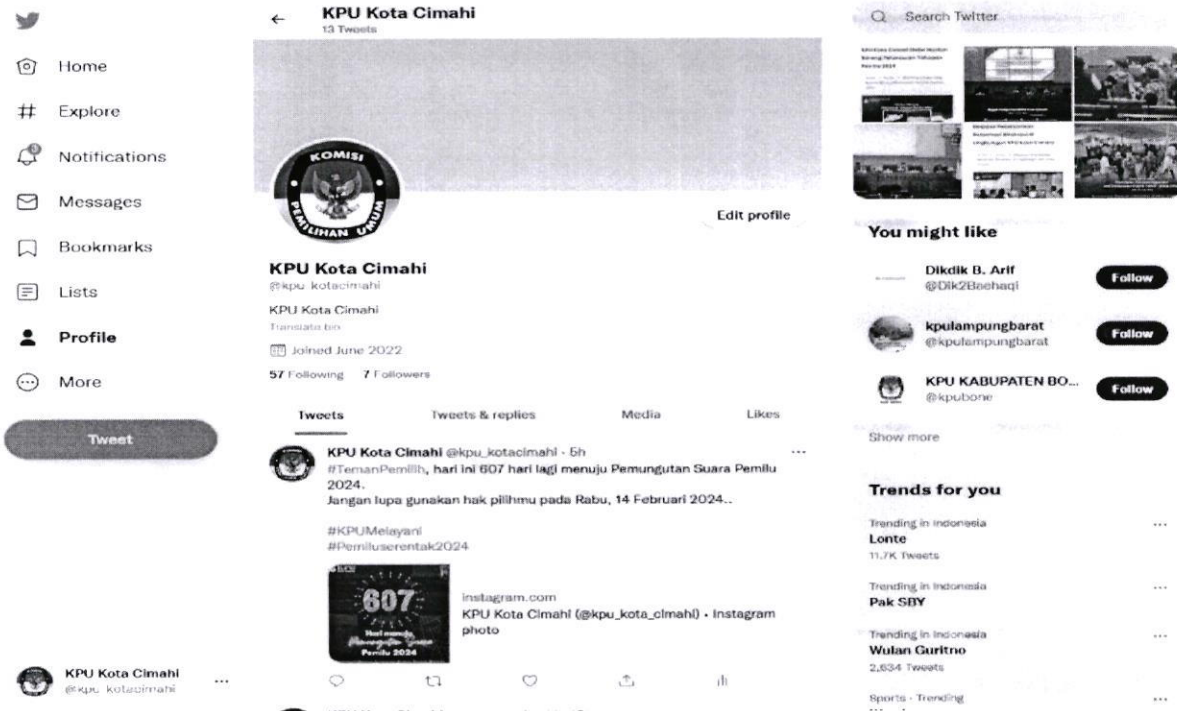 Home
Explore
Notifications
Messages
Bookmarks
Lists
Profile
More
Tweet
KPU Kota Cimahi
@kpu_kotacimahi
KPU Kota Cimahi
13 Tweets
KOMISI
PEMILIHAN UMUM
Edit profile
KPU Kota Cimahi
@kpu_kotacimahi
KPU Kota Cimahi
Translate bio
Joined June 2022
57 Following 7 Followers
Tweets Tweets & replies Media Likes
KPU Kota Cimahi @kpu_kotacimahi · 5h
#TemanPemilih, hari ini 607 hari lagi menuju Pemungutan Suara Pemilu
2024.
Jangan lupa gunakan hak pilihmu pada Rabu, 14 Februari 2024..
#KPUMelayani
#Pemiluserentak2024
607
Hari menuju
Pemungutan Suara
Pemilu 2024
instagram.com
KPU Kota Cimahi (@kpu_kota_cimahi) • Instagram
photo
Search Twitter
You might like
Dikdik B. Arif
@Dik2Baehaqi
Follow
kpulampungbarat
@kpulampungbarat
Follow
KPU KABUPATEN BO...
@kpubone
Follow
Show more
Trends for you
Trending in Indonesia
Lonte
11.7K Tweets
Trending in Indonesia
Pak SBY
Trending in Indonesia
Wulan Guritno
2,634 Tweets
Sports · Trending